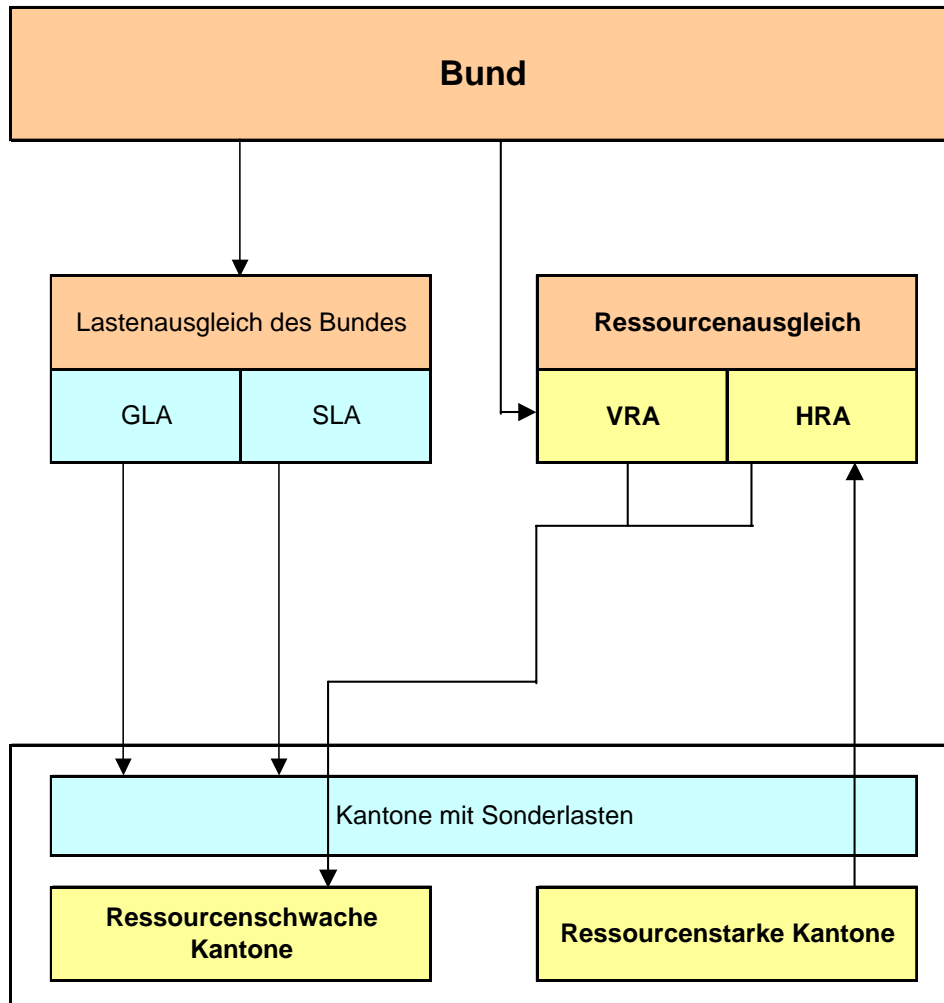 Bund
Lastenausgleich des Bundes
Ressourcenausgleich
GLA
SLA
VRA
HRA
Kantone mit Sonderlasten
Ressourcenschwache
Kantone
Ressourcenstarke Kantone